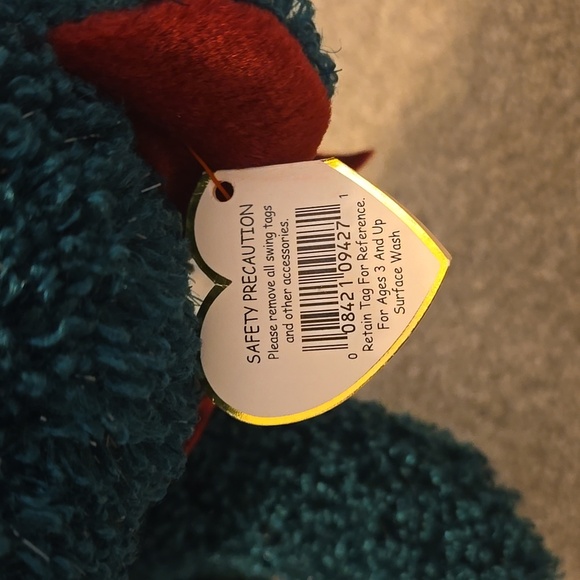 SAFETY PRECAUTION
Please remove all swing tags
and other accessories.
0 08421 09427 1
Retain Tag For Reference.
For Ages 3 And Up
Surface Wash